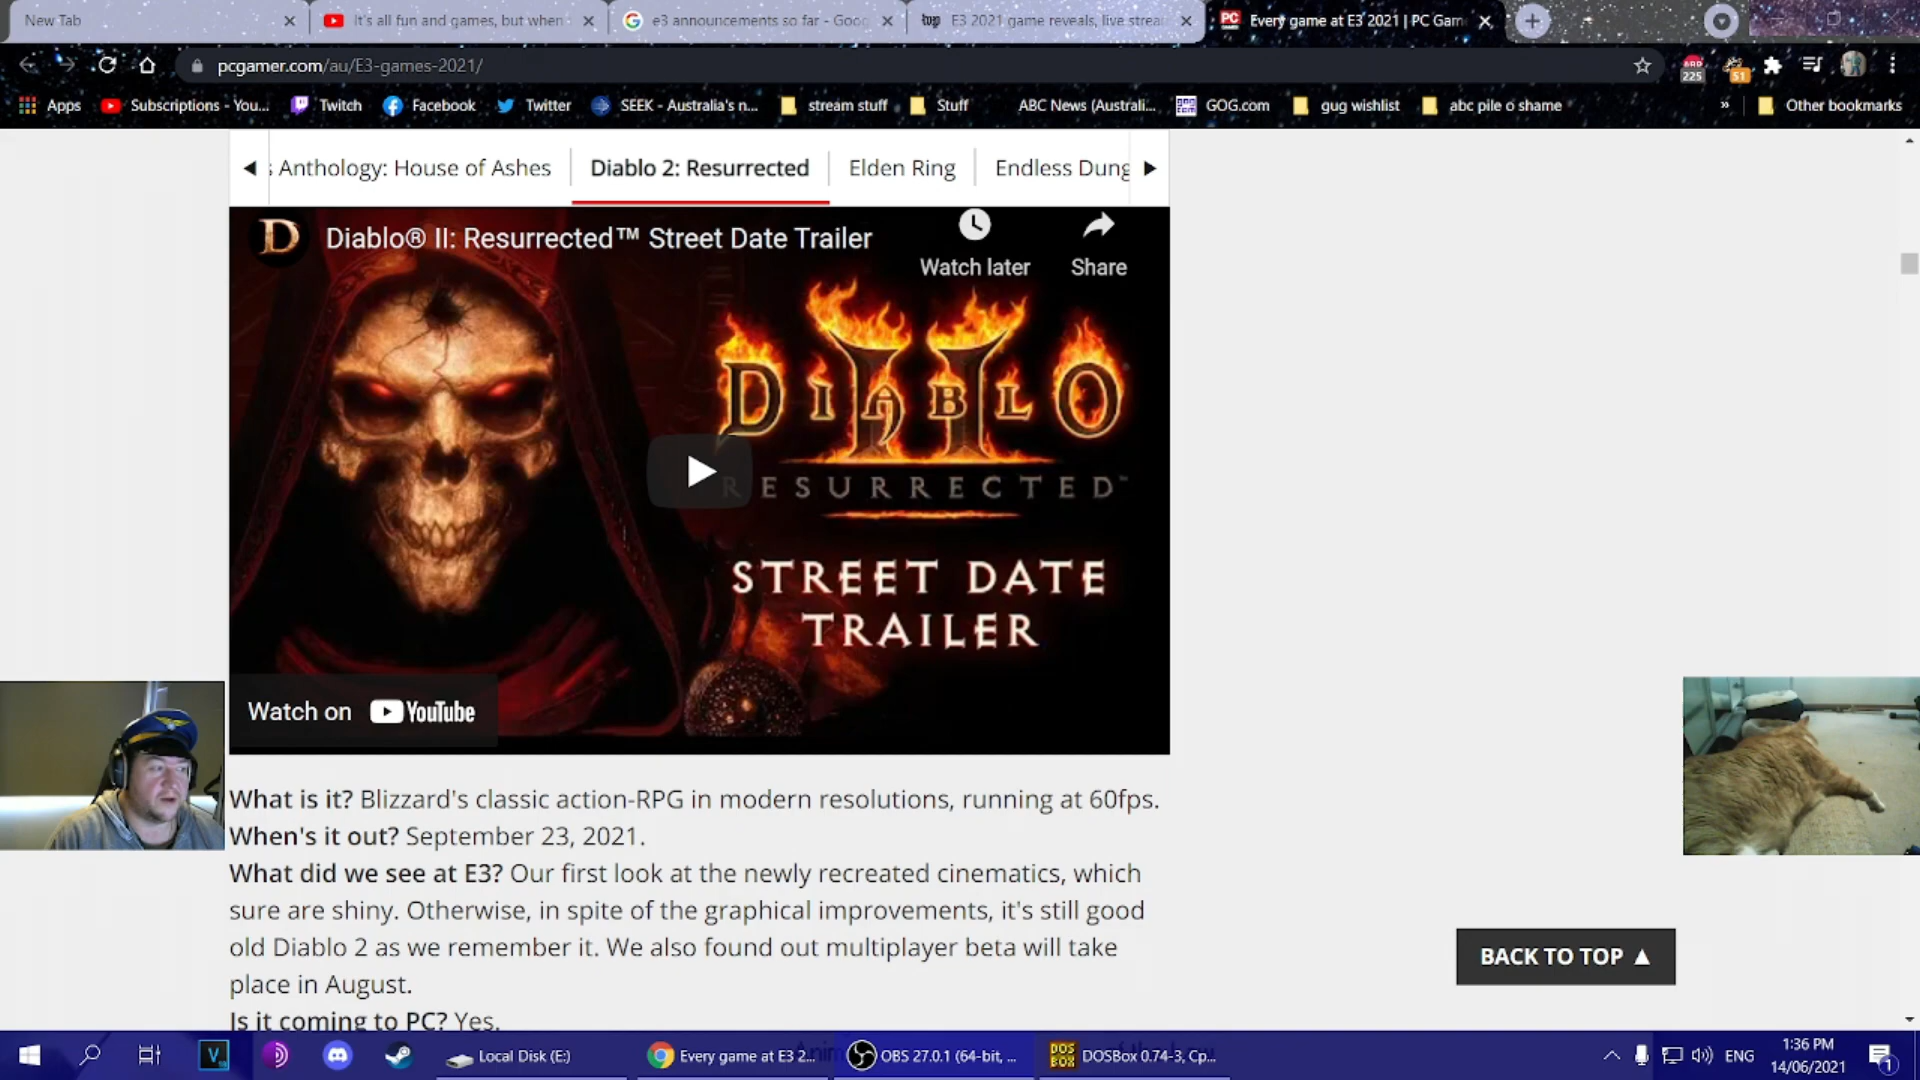 New Tab
It's all fun and games, but when
e3 announcements so far - Goog
E3 2021 game reveals, live strea
Every game at E3 2021 | PC Gam
pcgamer.com/au/E3-games-2021/
225
51
Apps
Subscriptions - You...
Twitch
Facebook
Twitter
SEEK - Australia's n...
stream stuff
Stuff
ABC News (Australi...
GOG.com
gug wishlist
abc pile o shame
»
Other bookmarks
Anthology: House of Ashes
Diablo 2: Resurrected
Elden Ring
Endless Dung
Diablo® II: Resurrected™ Street Date Trailer
Watch later
Share
DIABLO II
RESURRECTED™
STREET DATE
TRAILER
Watch on YouTube
What is it? Blizzard's classic action-RPG in modern resolutions, running at 60fps.
When's it out? September 23, 2021.
What did we see at E3? Our first look at the newly recreated cinematics, which
sure are shiny. Otherwise, in spite of the graphical improvements, it's still good
old Diablo 2 as we remember it. We also found out multiplayer beta will take
place in August.
Is it coming to PC? Yes.
BACK TO TOP ▲
Local Disk (E:)
Every game at E3 2...
OBS 27.0.1 (64-bit, ...
DOS BOX
DOSBox 0.74-3, Cp...
ENG
1:36 PM
14/06/2021
1